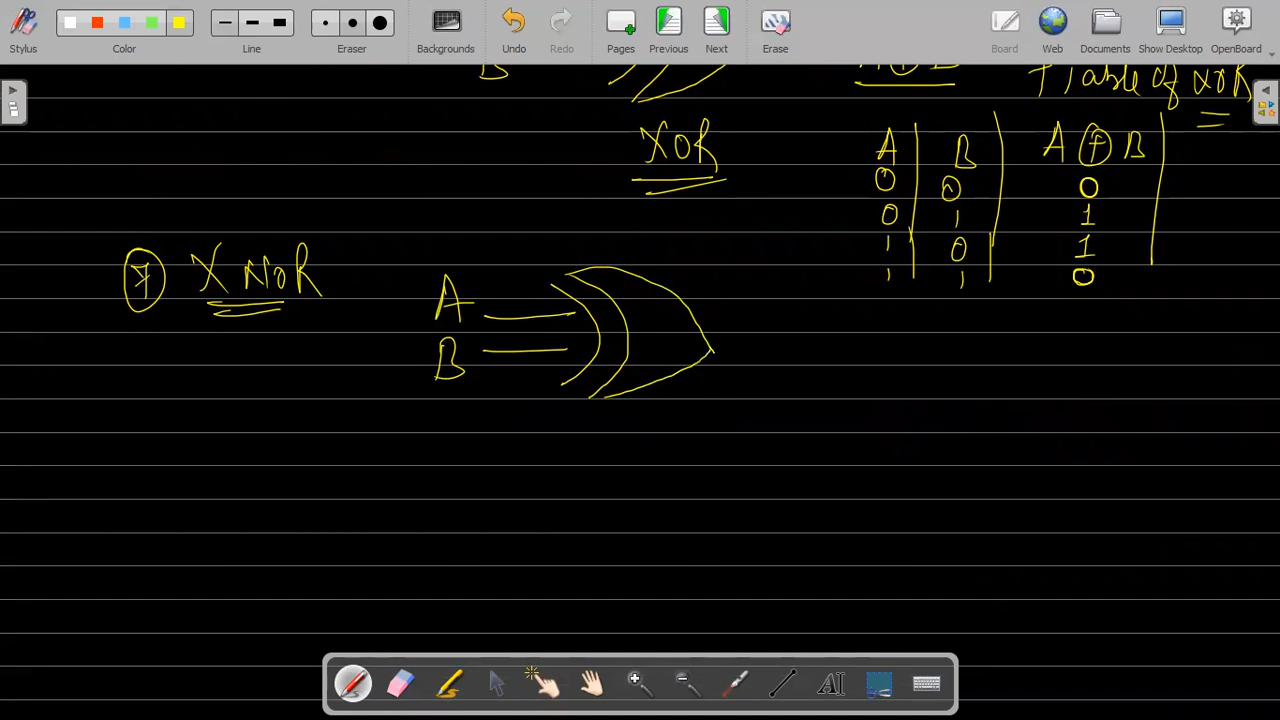 Stylus Color Line Eraser Backgrounds Undo Redo Pages Previous Next Erase Board Web Documents Show Desktop OpenBoard
B
T Table of XOR
XOR
A B A ⊕ B
0 0 0
0 1 1
1 0 1
1 1 0
7 XNOR
A
B
AI